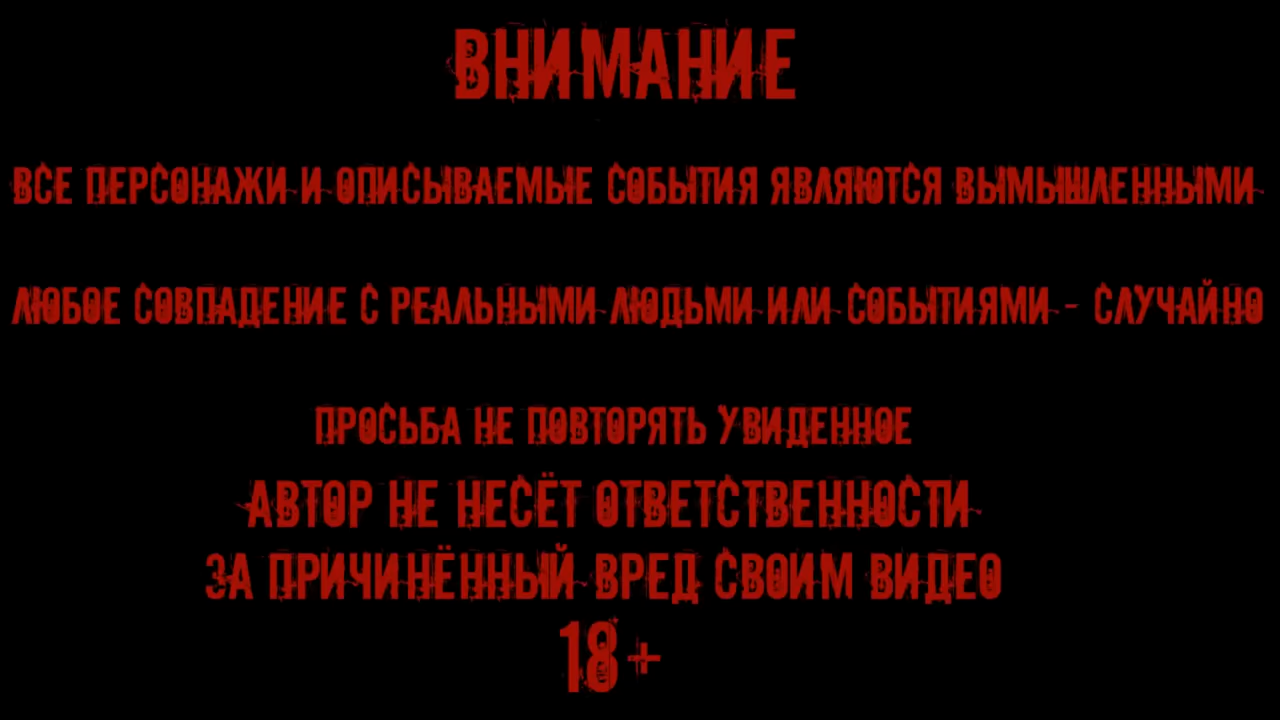 ВНИМАНИЕ
ВСЕ ПЕРСОНАЖИ И ОПИСЫВАЕМЫЕ СОБЫТИЯ ЯВЛЯЮТСЯ ВЫМЫШЛЕННЫМИ
ЛЮБОЕ СОВПАДЕНИЕ С РЕАЛЬНЫМИ ЛЮДЬМИ ИЛИ СОБЫТИЯМИ - СЛУЧАЙНО
ПРОСЬБА НЕ ПОВТОРЯТЬ УВИДЕННОЕ
АВТОР НЕ НЕСЁТ ОТВЕТСТВЕННОСТИ
ЗА ПРИЧИНЁННЫЙ ВРЕД СВОИМ ВИДЕО
18+